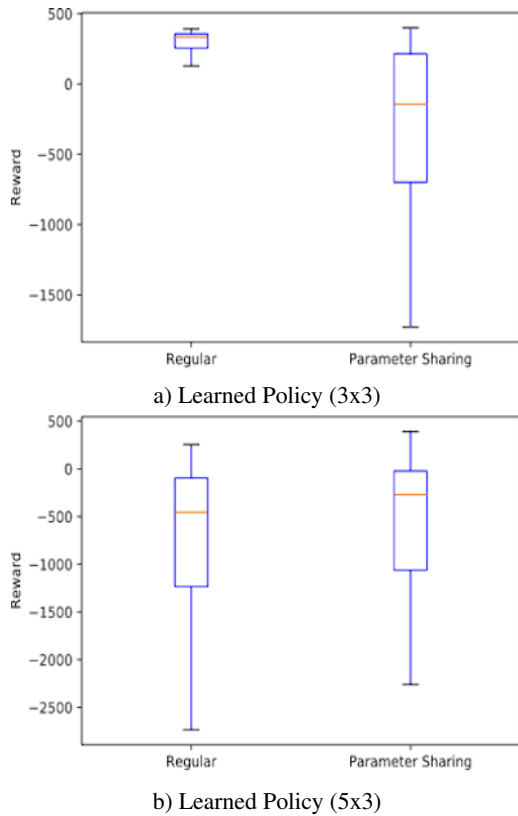 500
0
−500
−1000
−1500
Reward
Regular Parameter Sharing
a) Learned Policy (3x3)
500
0
−500
−1000
−1500
−2000
−2500
Reward
Regular Parameter Sharing
b) Learned Policy (5x3)